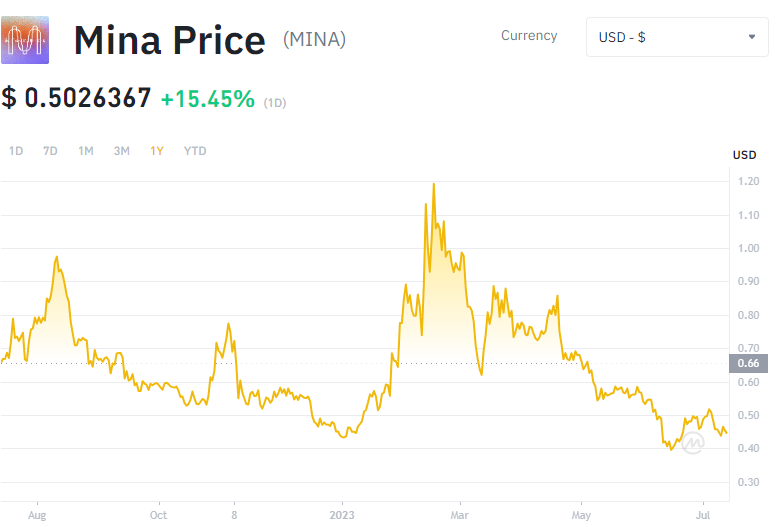 Mina Price (MINA)
Currency
USD - $
$ 0.5026367 +15.45% (1D)
1D 7D 1M 3M 1Y YTD
USD
1.20
1.10
1.00
0.90
0.80
0.70
0.66
0.60
0.50
0.40
0.30
Aug Oct 8 2023 Mar May Jul